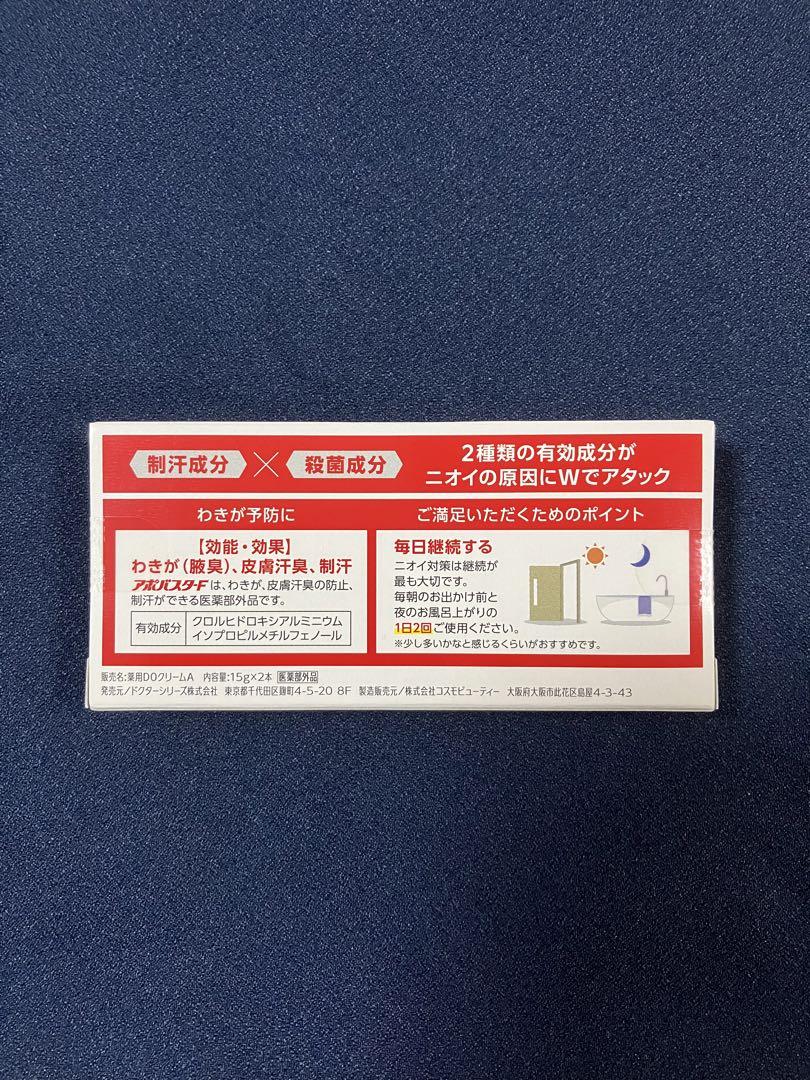 制汗成分 × 殺菌成分
2種類の有効成分が
ニオイの原因にWでアタック
わきが予防に
【効能・効果】
わきが（腋臭）、皮膚汗臭、制汗
アポバスターFは、わきが、皮膚汗臭の防止、
制汗ができる医薬部外品です。
有効成分
クロルヒドロキシアルミニウム
イソプロピルメチルフェノール
ご満足いただくためのポイント
毎日継続する
ニオイ対策は継続が
最も大切です。
毎朝のお出かけ前と
夜のお風呂上がりの
1日2回ご使用ください。
※少し多いかなと感じるくらいがおすすめです。
販売名:薬用DOクリームA 内容量:15g×2本 医薬部外品
発売元/ドクターシリーズ株式会社 東京都千代田区麹町4-5-20 8F 製造販売元/株式会社コスモビューティー 大阪府大阪市此花区島屋4-3-43